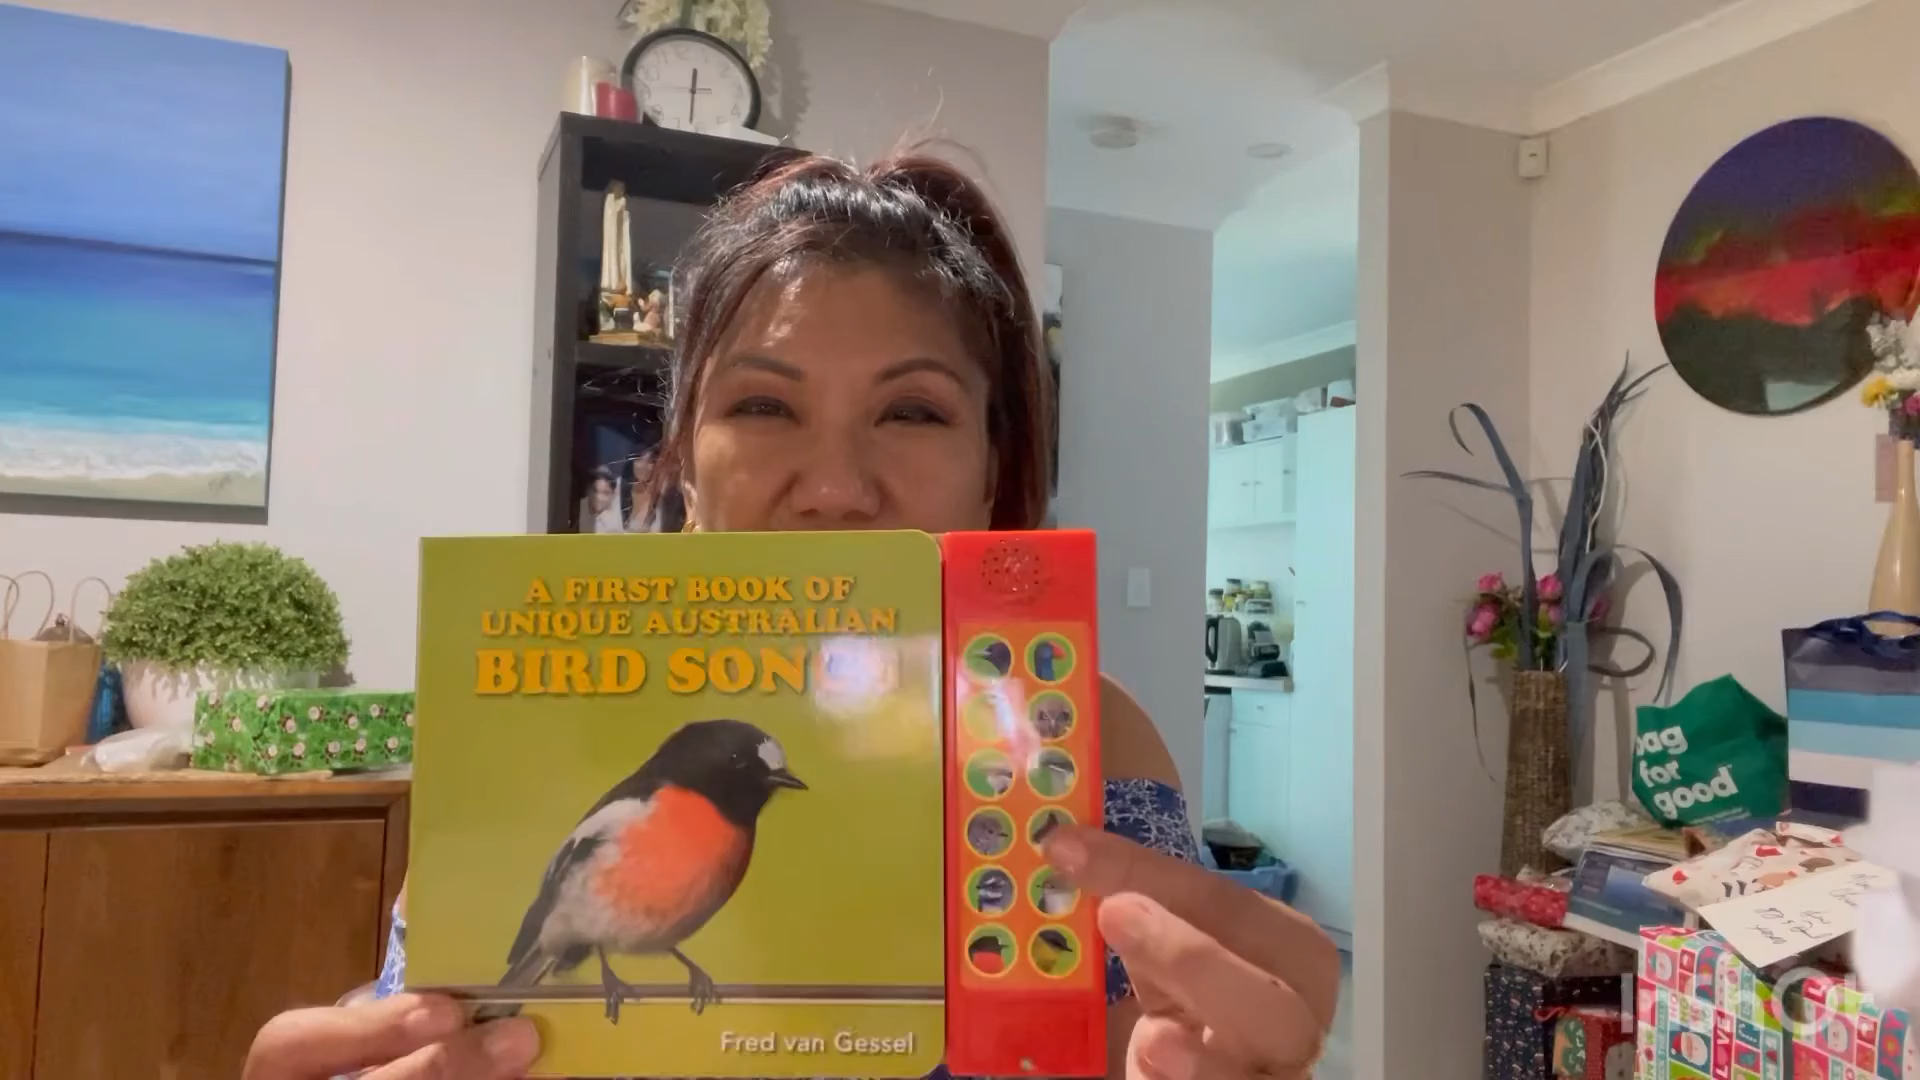 A FIRST BOOK OF
UNIQUE AUSTRALIAN
BIRD SON
Fred van Gessel
bag
for
good